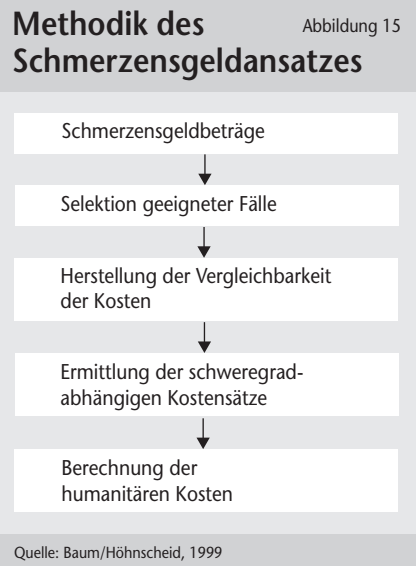 Methodik des
Schmerzensgeldansatzes
Abbildung 15
Schmerzensgeldbeträge
Selektion geeigneter Fälle
Herstellung der Vergleichbarkeit
der Kosten
Ermittlung der schweregrad-
abhängigen Kostensätze
Berechnung der
humanitären Kosten
Quelle: Baum/Höhnscheid, 1999